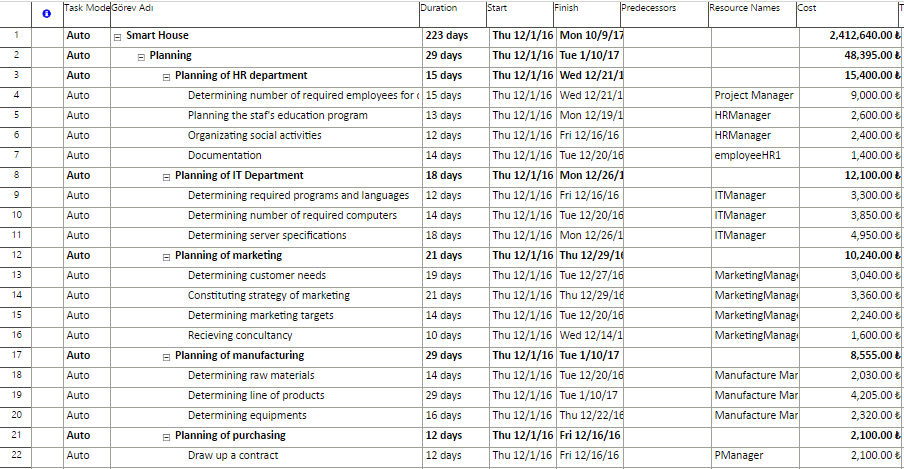 Task Mode Görev Adı Duration Start Finish Predecessors Resource Names Cost
1 Auto Smart House 223 days Thu 12/1/16 Mon 10/9/17 2,412,640.00 ₺
2 Auto Planning 29 days Thu 12/1/16 Tue 1/10/17 48,395.00 ₺
3 Auto Planning of HR department 15 days Thu 12/1/16 Wed 12/21/1 15,400.00 ₺
4 Auto Determining number of required employees for 15 days Thu 12/1/16 Wed 12/21/1 Project Manager 9,000.00 ₺
5 Auto Planning the staf's education program 13 days Thu 12/1/16 Mon 12/19/1 HRManager 2,600.00 ₺
6 Auto Organizating social activities 12 days Thu 12/1/16 Fri 12/16/16 HRManager 2,400.00 ₺
7 Auto Documentation 14 days Thu 12/1/16 Tue 12/20/16 employeeHR1 1,400.00 ₺
8 Auto Planning of IT Department 18 days Thu 12/1/16 Mon 12/26/1 12,100.00 ₺
9 Auto Determining required programs and languages 12 days Thu 12/1/16 Fri 12/16/16 ITManager 3,300.00 ₺
10 Auto Determining number of required computers 14 days Thu 12/1/16 Tue 12/20/16 ITManager 3,850.00 ₺
11 Auto Determining server specifications 18 days Thu 12/1/16 Mon 12/26/1 ITManager 4,950.00 ₺
12 Auto Planning of marketing 21 days Thu 12/1/16 Thu 12/29/16 10,240.00 ₺
13 Auto Determining customer needs 19 days Thu 12/1/16 Tue 12/27/16 MarketingManage 3,040.00 ₺
14 Auto Constituting strategy of marketing 21 days Thu 12/1/16 Thu 12/29/16 MarketingManage 3,360.00 ₺
15 Auto Determining marketing targets 14 days Thu 12/1/16 Tue 12/20/16 MarketingManage 2,240.00 ₺
16 Auto Recieving concultancy 10 days Thu 12/1/16 Wed 12/14/1 MarketingManage 1,600.00 ₺
17 Auto Planning of manufacturing 29 days Thu 12/1/16 Tue 1/10/17 8,555.00 ₺
18 Auto Determining raw materials 14 days Thu 12/1/16 Tue 12/20/16 Manufacture Mar 2,030.00 ₺
19 Auto Determining line of products 29 days Thu 12/1/16 Tue 1/10/17 Manufacture Mar 4,205.00 ₺
20 Auto Determining equipments 16 days Thu 12/1/16 Thu 12/22/16 Manufacture Mar 2,320.00 ₺
21 Auto Planning of purchasing 12 days Thu 12/1/16 Fri 12/16/16 2,100.00 ₺
22 Auto Draw up a contract 12 days Thu 12/1/16 Fri 12/16/16 PManager 2,100.00 ₺